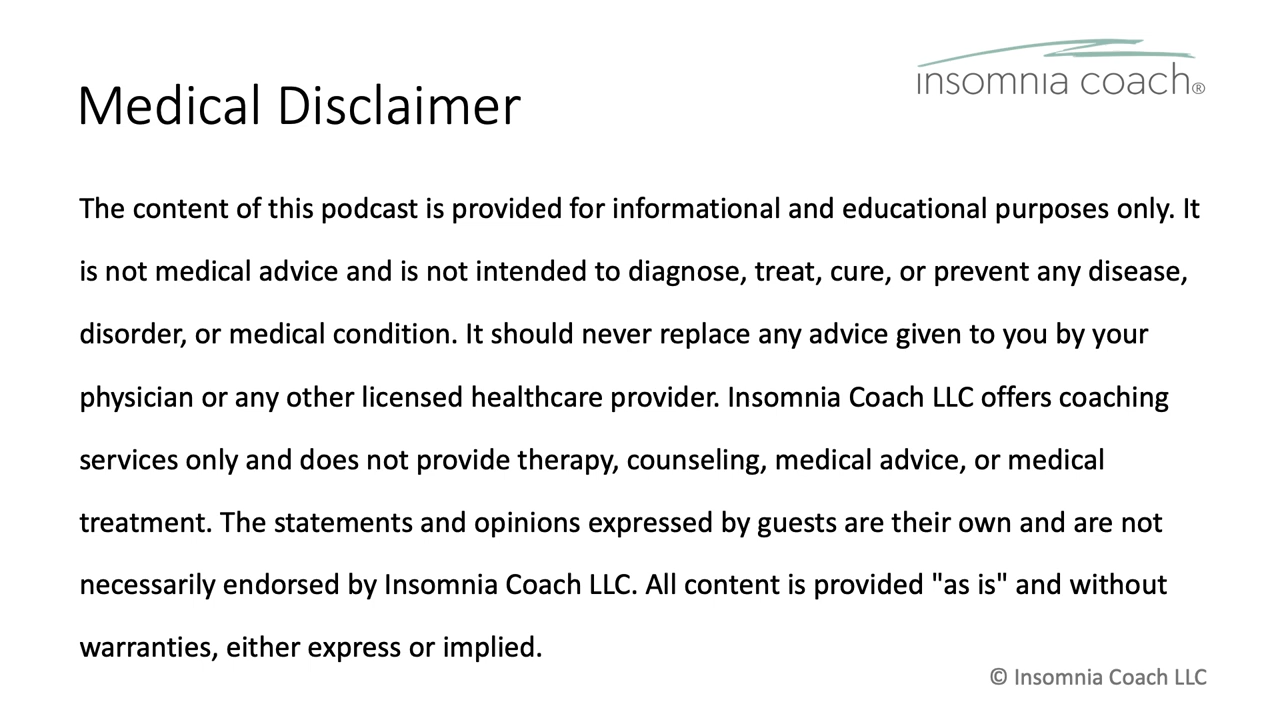 insomnia coach®
Medical Disclaimer
The content of this podcast is provided for informational and educational purposes only. It
is not medical advice and is not intended to diagnose, treat, cure, or prevent any disease,
disorder, or medical condition. It should never replace any advice given to you by your
physician or any other licensed healthcare provider. Insomnia Coach LLC offers coaching
services only and does not provide therapy, counseling, medical advice, or medical
treatment. The statements and opinions expressed by guests are their own and are not
necessarily endorsed by Insomnia Coach LLC. All content is provided "as is" and without
warranties, either express or implied.
© Insomnia Coach LLC